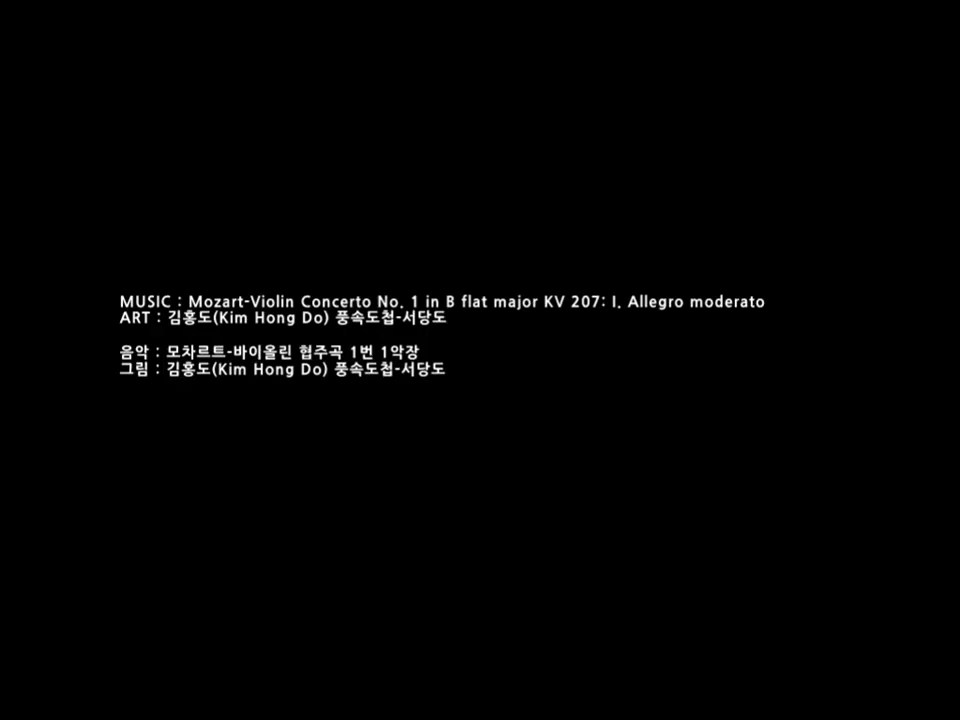 MUSIC : Mozart-Violin Concerto No. 1 in B flat major KV 207: I. Allegro moderato
ART : 김홍도(Kim Hong Do) 풍속도첩-서당도
음악 : 모차르트-바이올린 협주곡 1번 1악장
그림 : 김홍도(Kim Hong Do) 풍속도첩-서당도